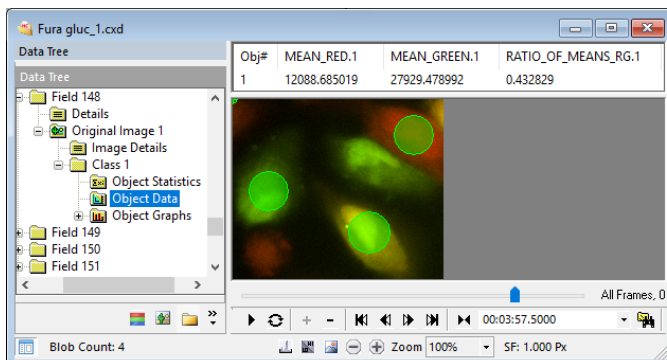 Fura gluc_1.cxd
Data Tree
Data Tree
Field 148
Details
Original Image 1
Image Details
Class 1
Object Statistics
Object Data
Object Graphs
Field 149
Field 150
Field 151
Obj# MEAN_RED.1 MEAN_GREEN.1 RATIO_OF_MEANS_RG.1
1 12088.685019 27929.478992 0.432829
All Frames, 0
00:03:57.5000
Blob Count: 4
Zoom 100% SF: 1.000 Px